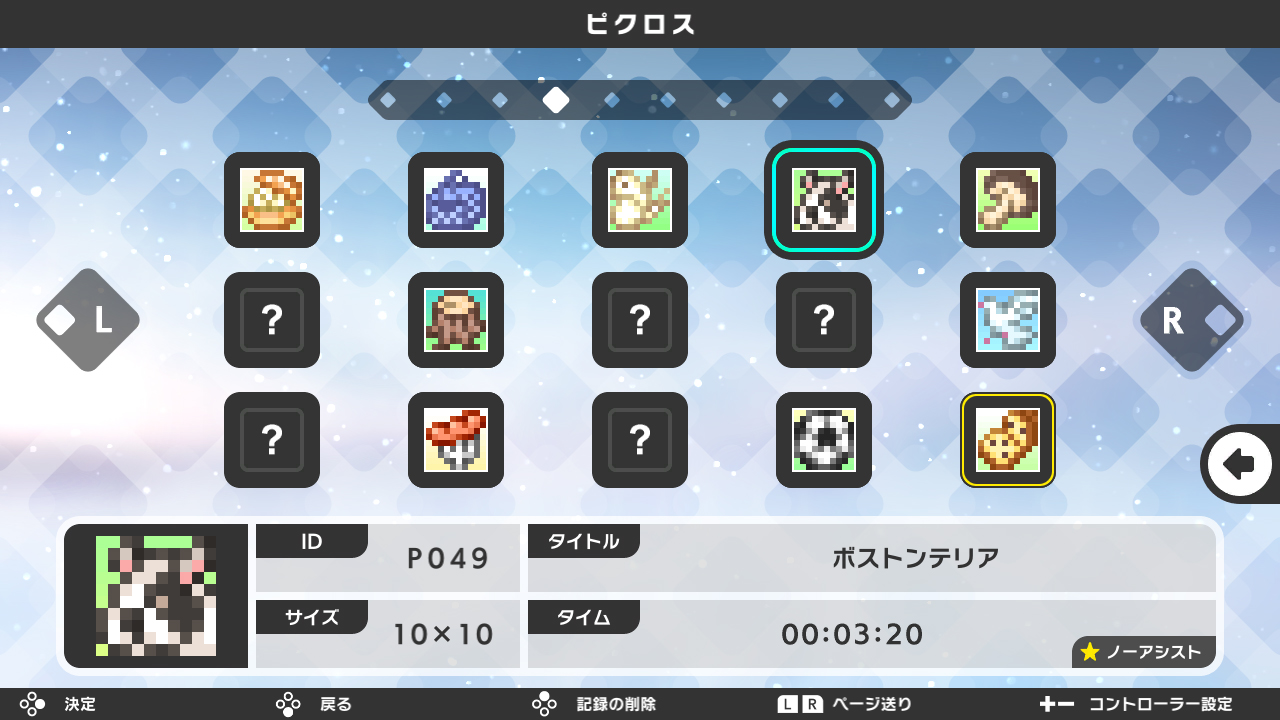 ピクロス
L
R
?
?
?
?
?
ID
P049
タイトル
ボストンテリア
サイズ
10×10
タイム
00:03:20
ノーアシスト
決定
戻る
記録の削除
L R ページ送り
コントローラー設定